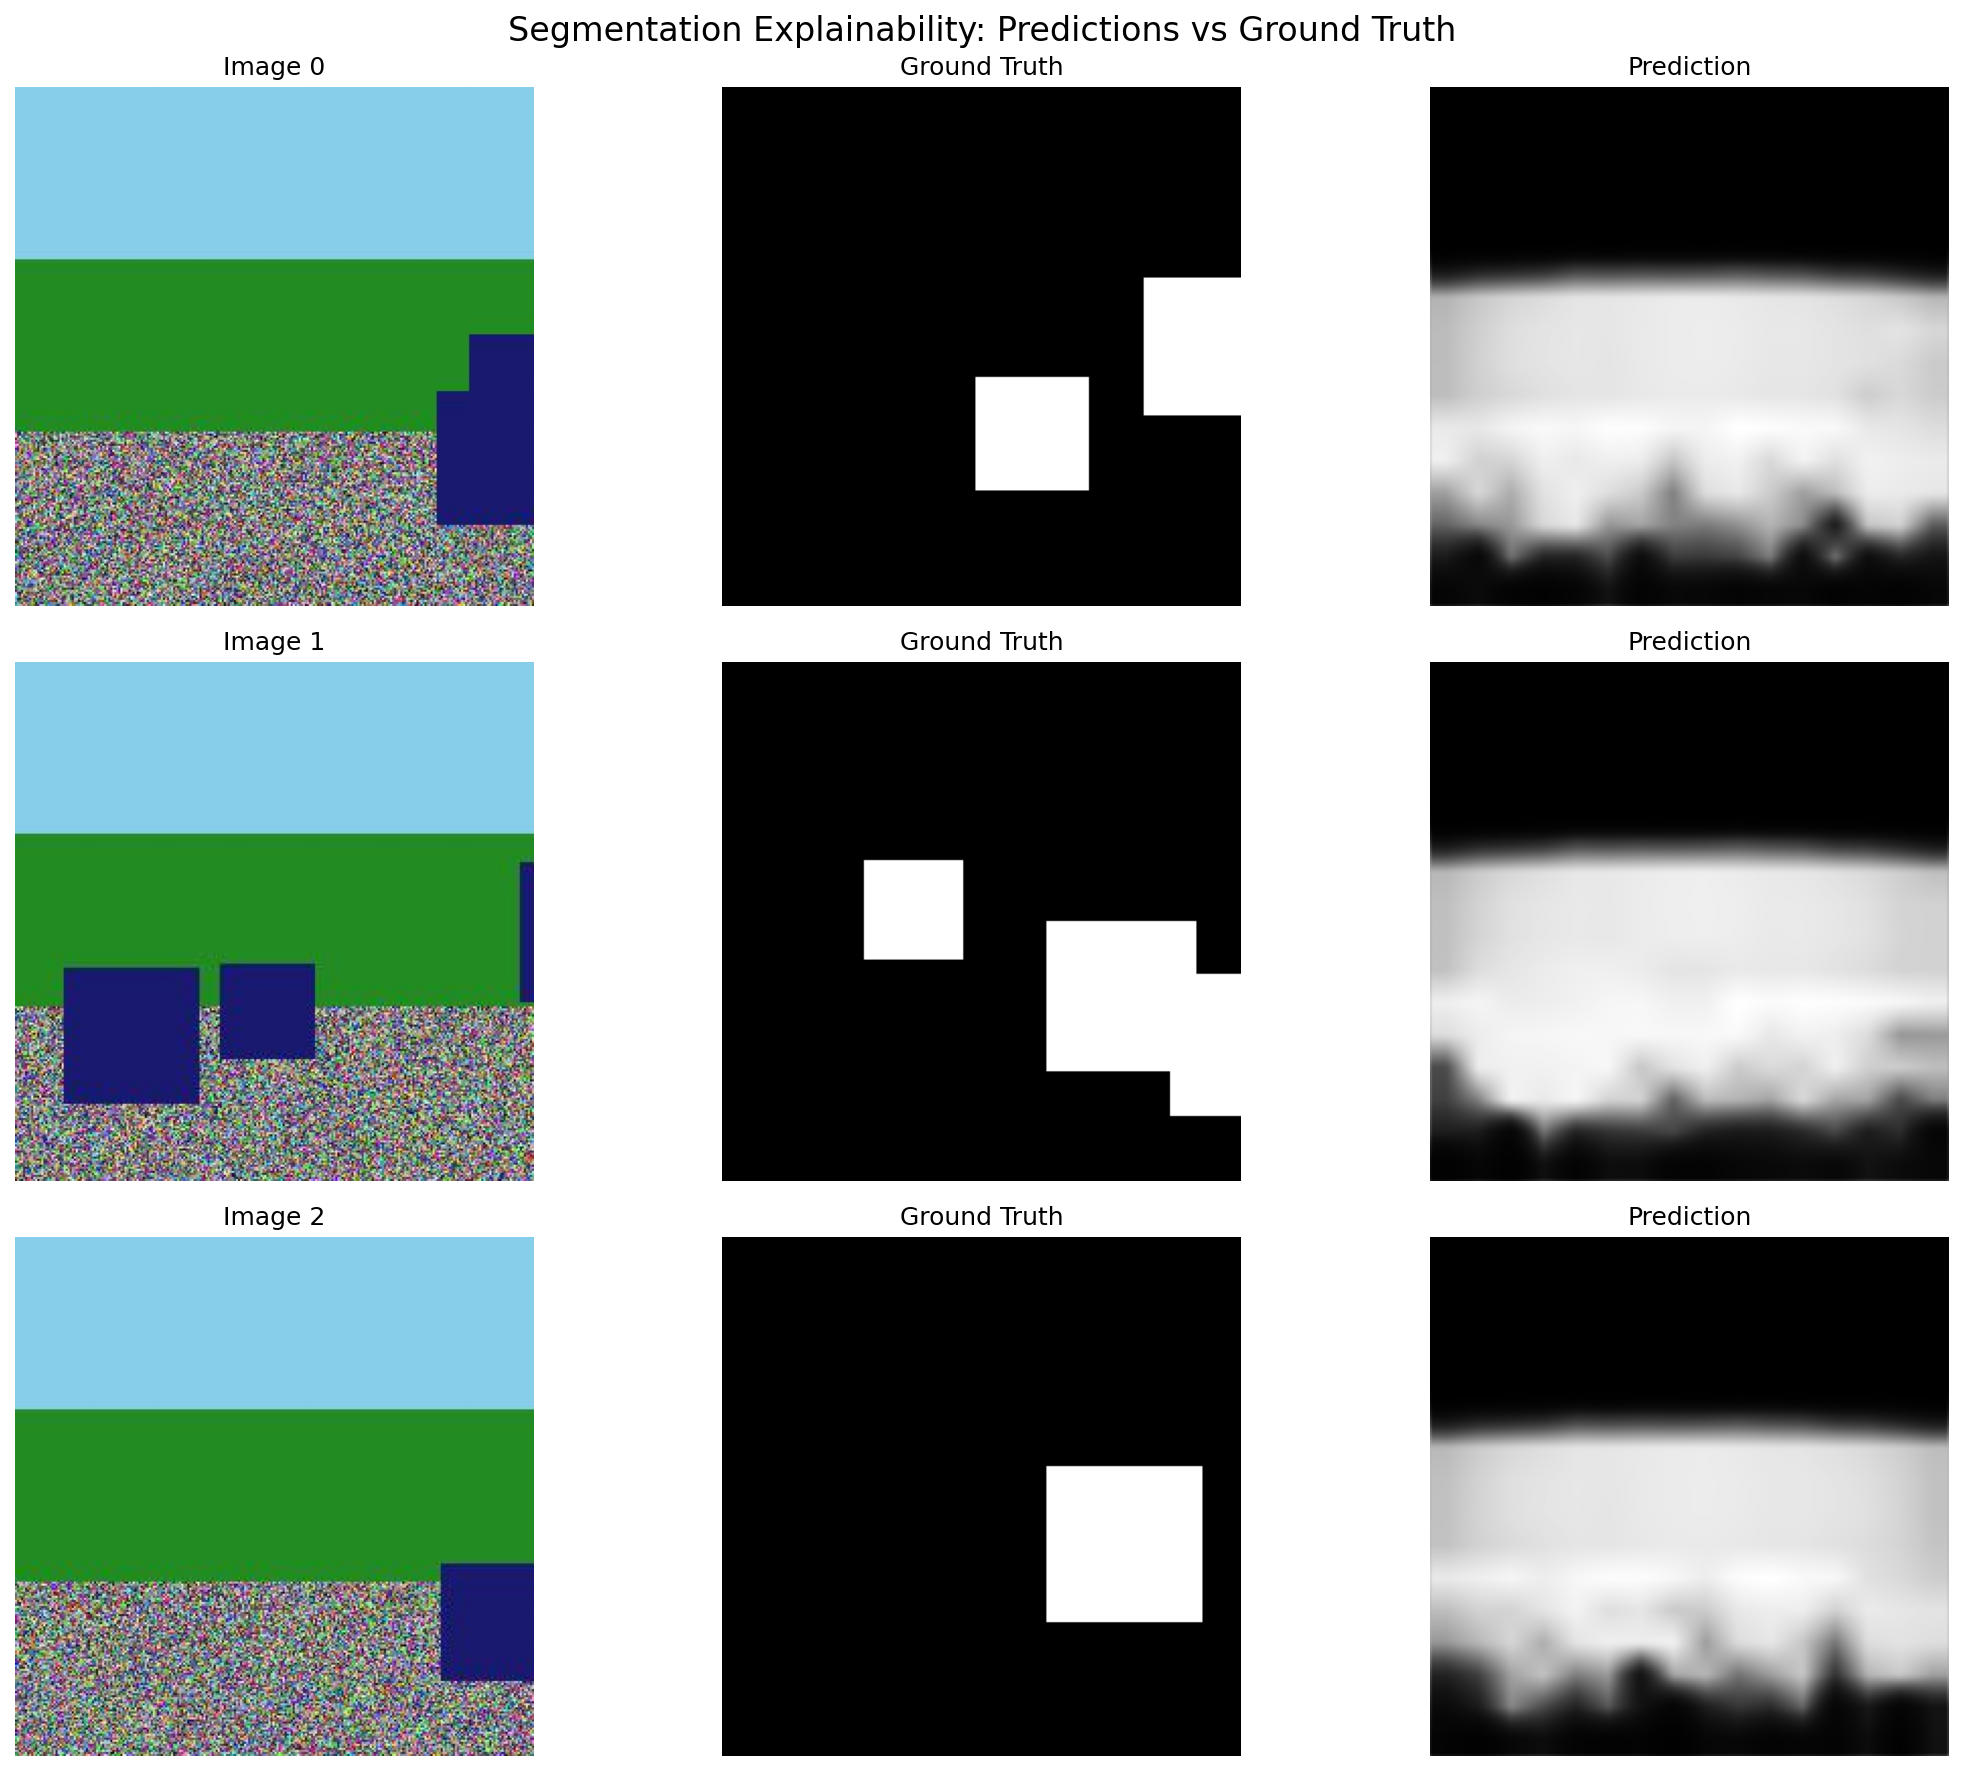 Segmentation Explainability: Predictions vs Ground Truth
Image 0
Ground Truth
Prediction
Image 1
Ground Truth
Prediction
Image 2
Ground Truth
Prediction